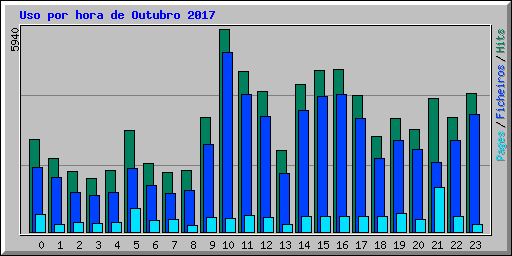 Uso por hora de Outubro 2017
5940
Pages / Ficheiros / Hits
0 1 2 3 4 5 6 7 8 9 10 11 12 13 14 15 16 17 18 19 20 21 22 23